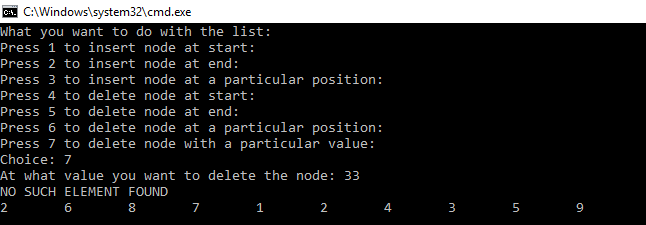 C:\Windows\system32\cmd.exe
What you want to do with the list:
Press 1 to insert node at start:
Press 2 to insert node at end:
Press 3 to insert node at a particular position:
Press 4 to delete node at start:
Press 5 to delete node at end:
Press 6 to delete node at a particular position:
Press 7 to delete node with a particular value:
Choice: 7
At what value you want to delete the node: 33
NO SUCH ELEMENT FOUND
2 6 8 7 1 2 4 3 5 9